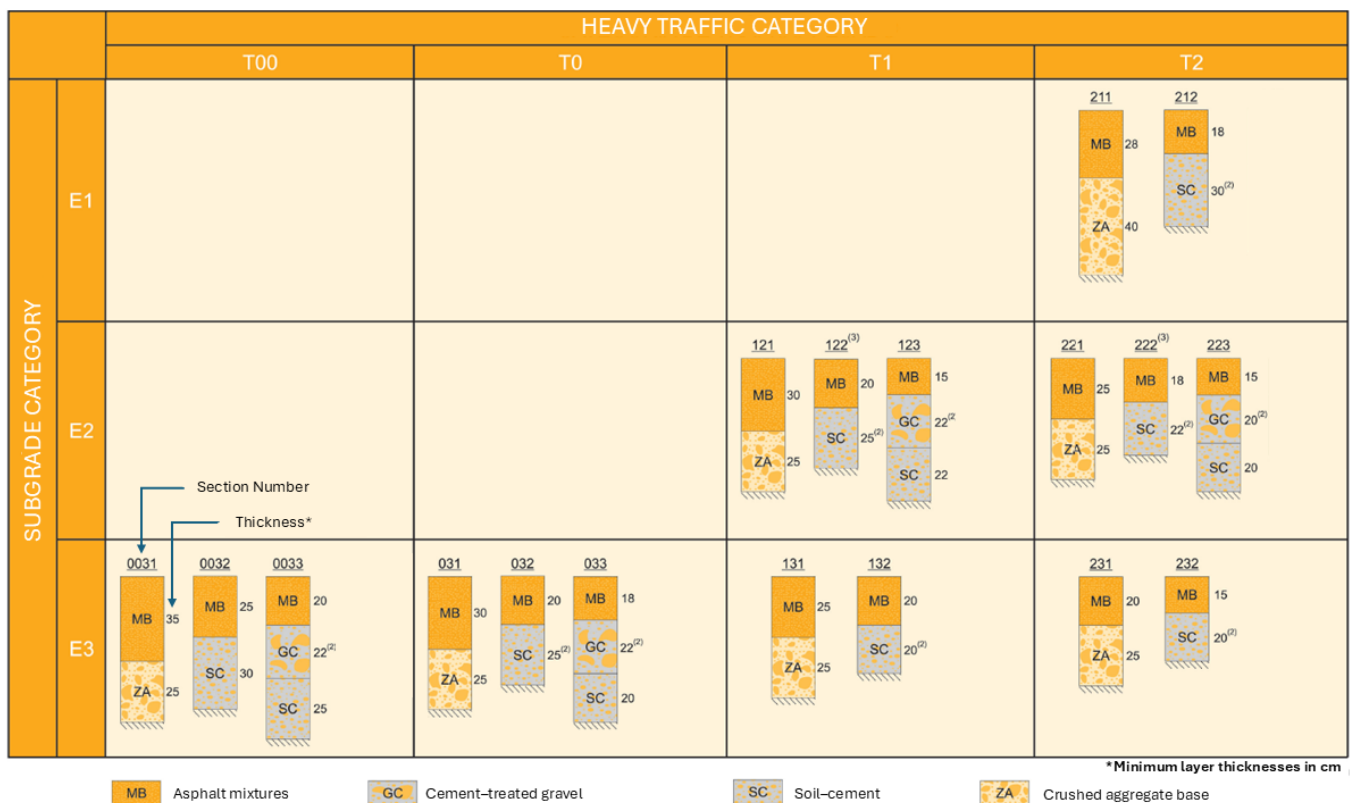 HEAVY TRAFFIC CATEGORY
T00 T0 T1 T2
SUBGRADE CATEGORY
E1
211 212
MB 28 MB 18
ZA 40 SC 30(2)
E2
121 122(3) 123
MB 30 MB 20 MB 15
GC 22(2
ZA 25 SC 25(2) SC 22
221 222(3) 223
MB 25 MB 18 MB 15
GC 20(2)
ZA 25 SC 22(2) SC 20
Section Number
Thickness*
E3
0031 0032 0033
MB 35 MB 25 MB 20
GC 22(2)
ZA 25 SC 30 SC 25
031 032 033
MB 30 MB 20 MB 18
GC 22(2)
ZA 25 SC 25(2) SC 20
131 132
MB 25 MB 20
ZA 25 SC 20(2)
231 232
MB 20 MB 15
ZA 25 SC 20(2)
*Minimum layer thicknesses in cm
MB Asphalt mixtures GC Cement–treated gravel SC Soil–cement ZA Crushed aggregate base